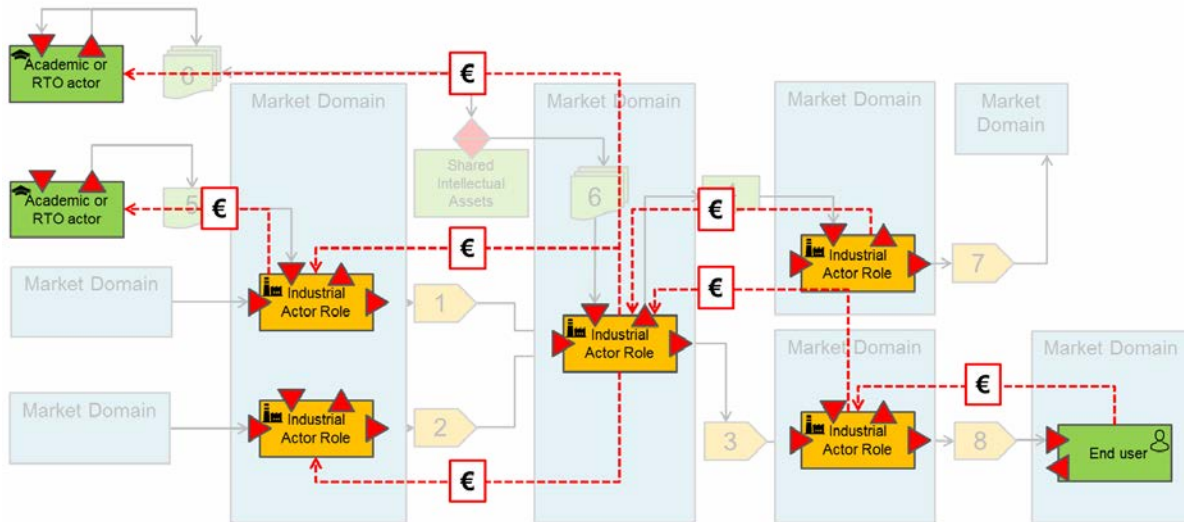 Academic or
RTO actor
6
€
Market Domain
Market Domain
Market Domain
Market
Domain
Shared
Intellectual
Assets
6
Academic or
RTO actor
5
€
€
€
Industrial
Actor Role
7
Market Domain
Industrial
Actor Role
1
€
Industrial
Actor Role
Market Domain
Market Domain
Market Domain
€
Industrial
Actor Role
2
3
Industrial
Actor Role
8
End user
€